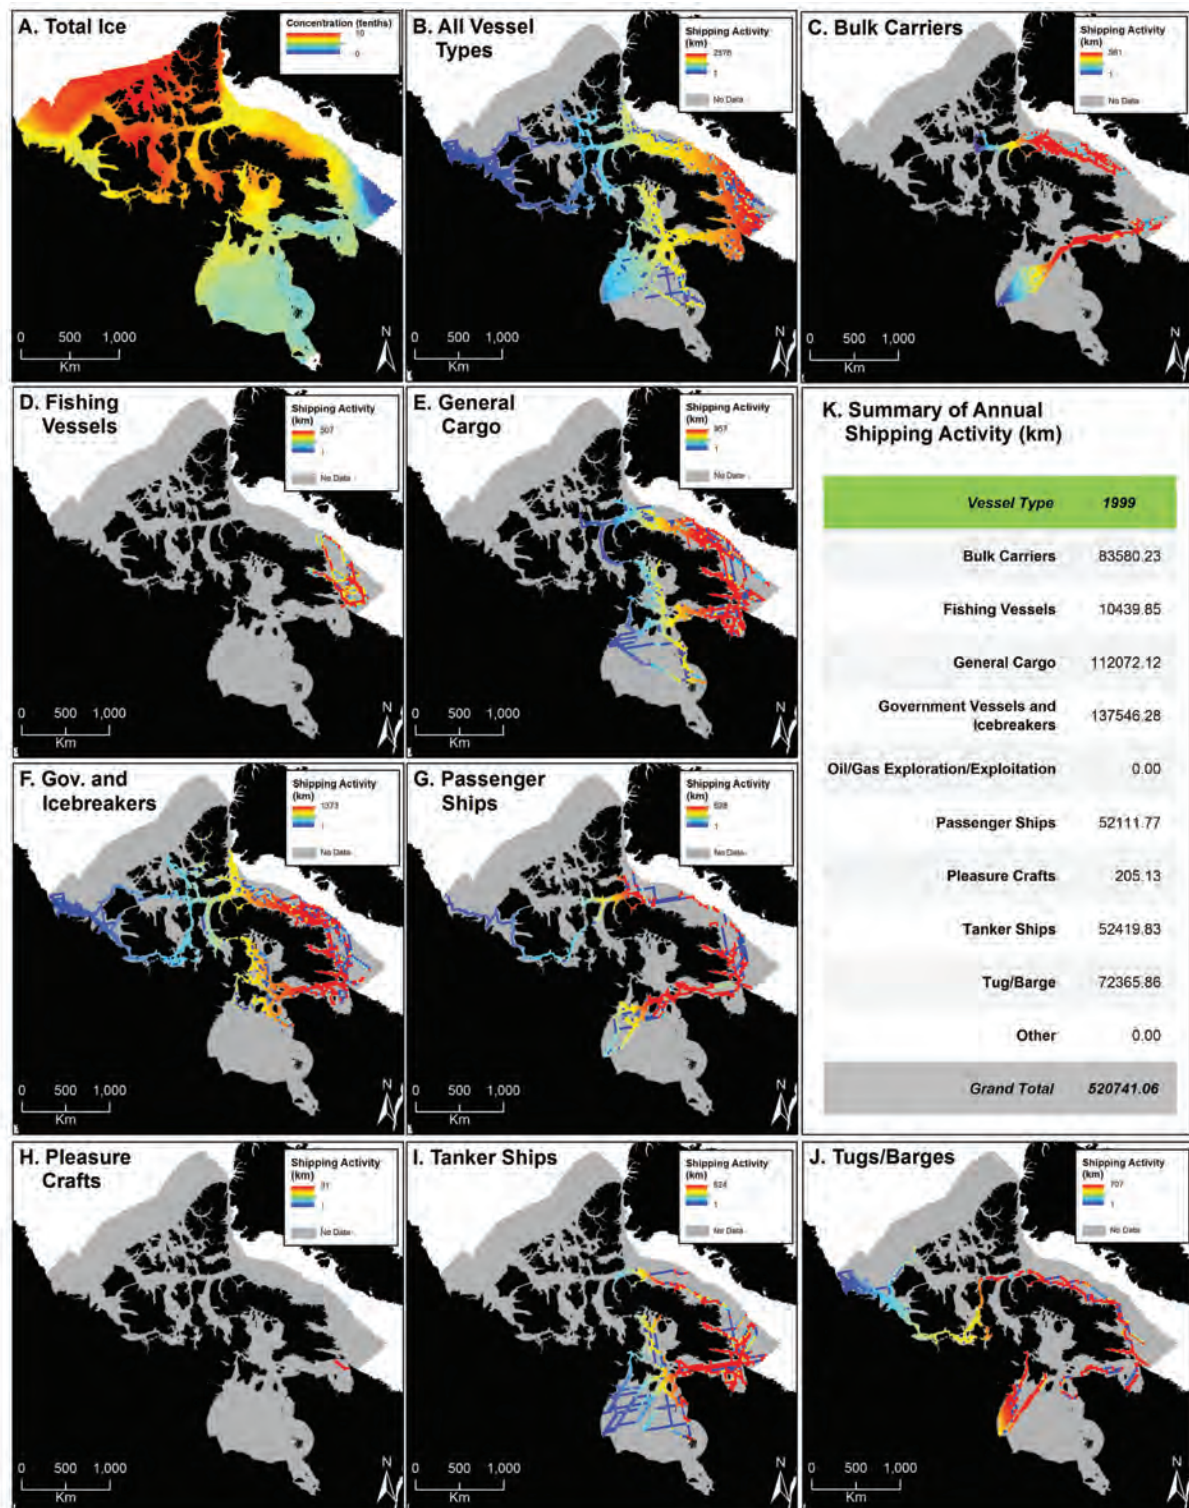 A. Total Ice
Concentration (tenths)
10
0
0 500 1,000
Km
N
B. All Vessel
Types
Shipping Activity
(km)
1
No Data
0 500 1,000
Km
N
C. Bulk Carriers
Shipping Activity
(km)
1
No Data
0 500 1,000
Km
N
D. Fishing
Vessels
Shipping Activity
(km)
1
No Data
0 500 1,000
Km
N
E. General
Cargo
Shipping Activity
(km)
1
No Data
0 500 1,000
Km
N
K. Summary of Annual
Shipping Activity (km)
Vessel Type 1999
Bulk Carriers 83580.23
Fishing Vessels 10439.85
General Cargo 112072.12
Government Vessels and
Icebreakers 137546.28
Oil/Gas Exploration/Exploitation 0.00
Passenger Ships 52111.77
Pleasure Crafts 205.13
Tanker Ships 52419.83
Tug/Barge 72365.86
Other 0.00
Grand Total 520741.06
F. Gov. and
Icebreakers
Shipping Activity
(km)
1
No Data
0 500 1,000
Km
N
G. Passenger
Ships
Shipping Activity
(km)
1
No Data
0 500 1,000
Km
N
H. Pleasure
Crafts
Shipping Activity
(km)
31
1
No Data
0 500 1,000
Km
N
I. Tanker Ships
Shipping Activity
(km)
1
No Data
0 500 1,000
Km
N
J. Tugs/Barges
Shipping Activity
(km)
707
1
No Data
0 500 1,000
Km
N